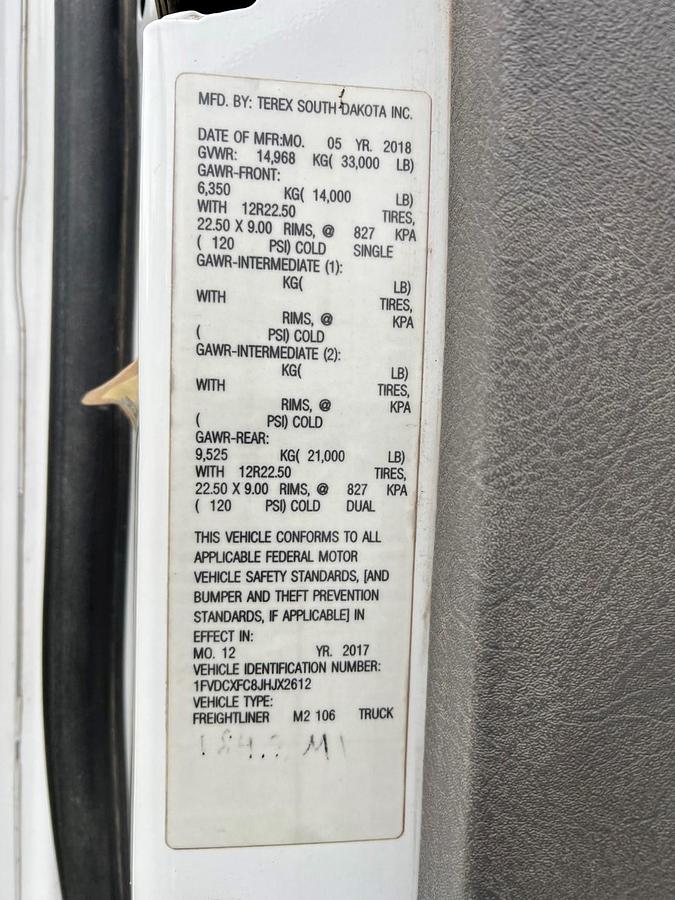 MFD. BY: TEREX SOUTH DAKOTA INC.
DATE OF MFR:MO. 05 YR. 2018
GVWR: 14,968 KG( 33,000 LB)
GAWR-FRONT:
6,350 KG( 14,000 LB)
WITH 12R22.50 TIRES,
22.50 X 9.00 RIMS, @ 827 KPA
( 120 PSI) COLD SINGLE
GAWR-INTERMEDIATE (1):
KG( LB)
WITH TIRES,
RIMS, @ KPA
( PSI) COLD
GAWR-INTERMEDIATE (2):
KG( LB)
WITH TIRES,
RIMS, @ KPA
( PSI) COLD
GAWR-REAR:
9,525 KG( 21,000 LB)
WITH 12R22.50 TIRES,
22.50 X 9.00 RIMS, @ 827 KPA
( 120 PSI) COLD DUAL
THIS VEHICLE CONFORMS TO ALL
APPLICABLE FEDERAL MOTOR
VEHICLE SAFETY STANDARDS, [AND
BUMPER AND THEFT PREVENTION
STANDARDS, IF APPLICABLE] IN
EFFECT IN:
MO. 12 YR. 2017
VEHICLE IDENTIFICATION NUMBER:
1FVDCXFC8JHJX2612
VEHICLE TYPE:
FREIGHTLINER M2 106 TRUCK